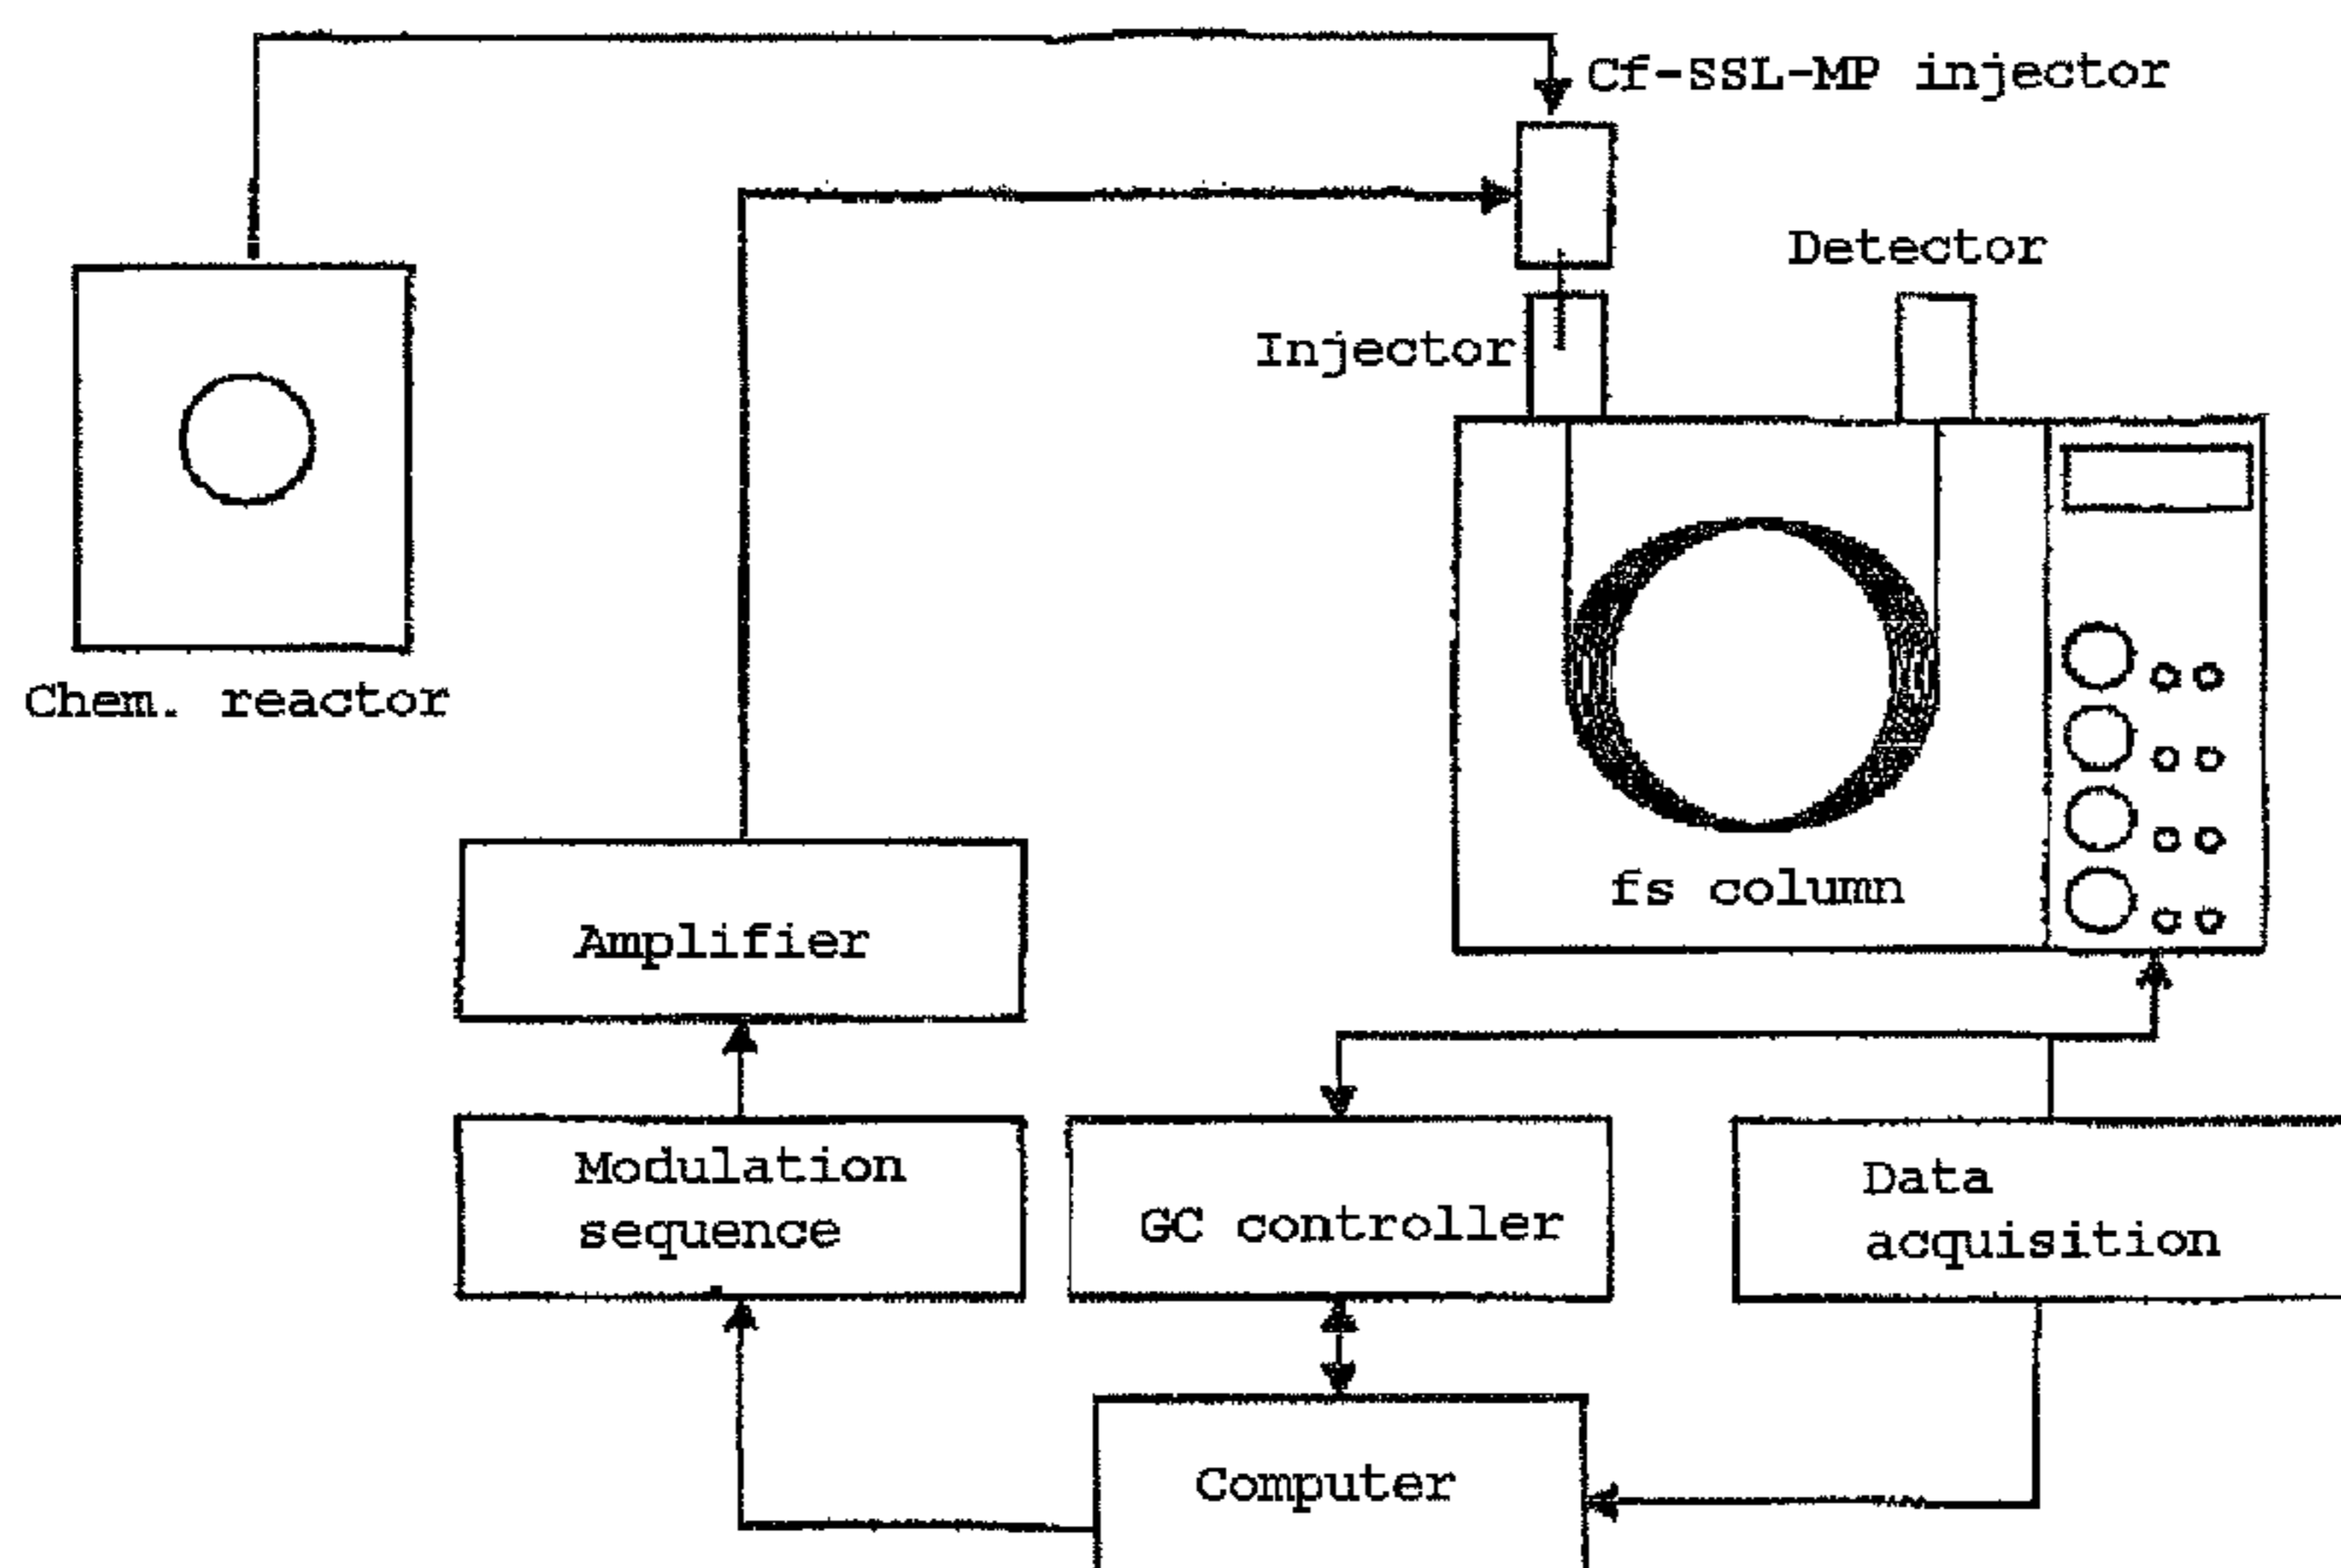 Cf-SSL-MP injector
Detector
Injector
Chem. reactor
fs column
Amplifier
Modulation
sequence
GC controller
Data
acquisition
Computer